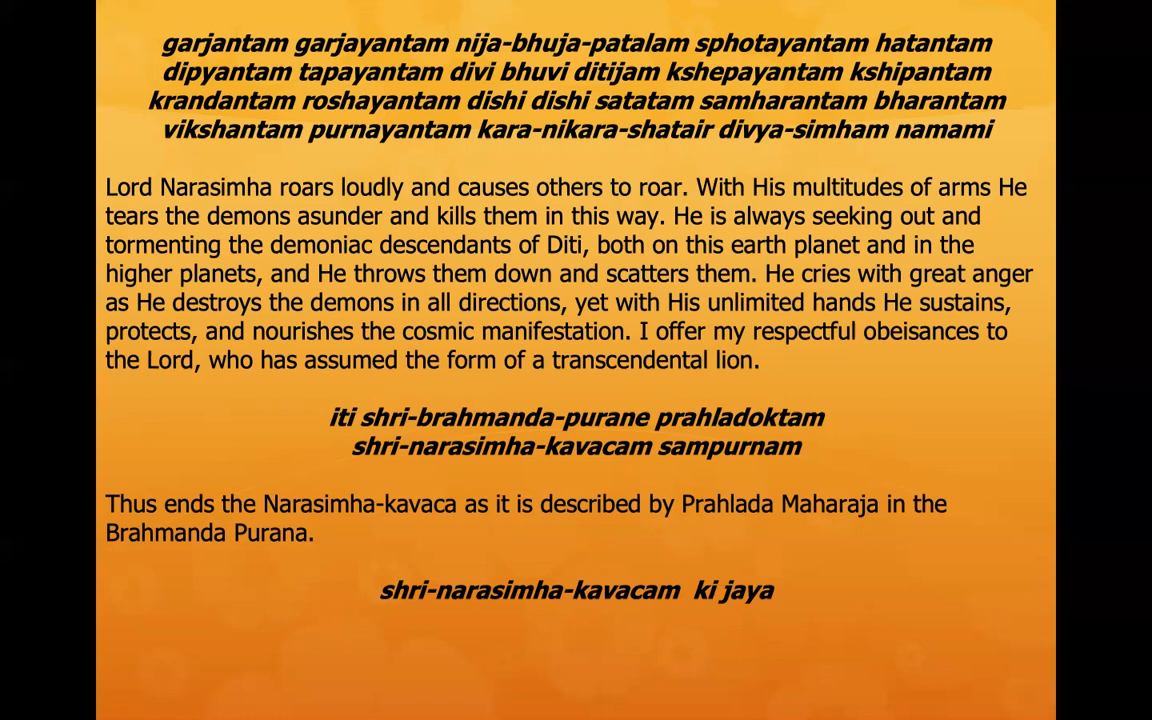 garjantam garjayantam nija-bhuja-patalam sphotayantam hatantam
dipyantam tapayantam divi bhuvi ditijam kshepayantam kshipantam
krandantam roshayantam dishi dishi satatam samharantam bharantam
vikshantam purnayantam kara-nikara-shatair divya-simham namami
Lord Narasimha roars loudly and causes others to roar. With His multitudes of arms He
tears the demons asunder and kills them in this way. He is always seeking out and
tormenting the demoniac descendants of Diti, both on this earth planet and in the
higher planets, and He throws them down and scatters them. He cries with great anger
as He destroys the demons in all directions, yet with His unlimited hands He sustains,
protects, and nourishes the cosmic manifestation. I offer my respectful obeisances to
the Lord, who has assumed the form of a transcendental lion.
iti shri-brahmanda-purane prahladoktam
shri-narasimha-kavacam sampurnam
Thus ends the Narasimha-kavaca as it is described by Prahlada Maharaja in the
Brahmanda Purana.
shri-narasimha-kavacam ki jaya